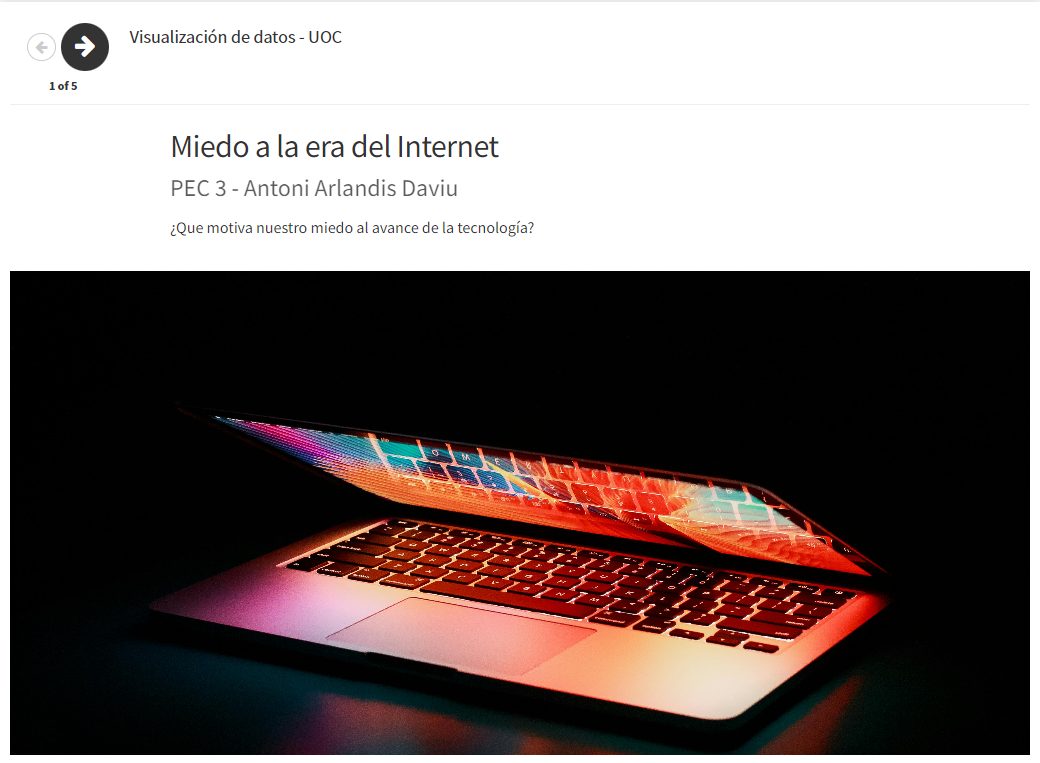 Visualización de datos - UOC
1 of 5
Miedo a la era del Internet
PEC 3 - Antoni Arlandis Daviu
¿Que motiva nuestro miedo al avance de la tecnología?